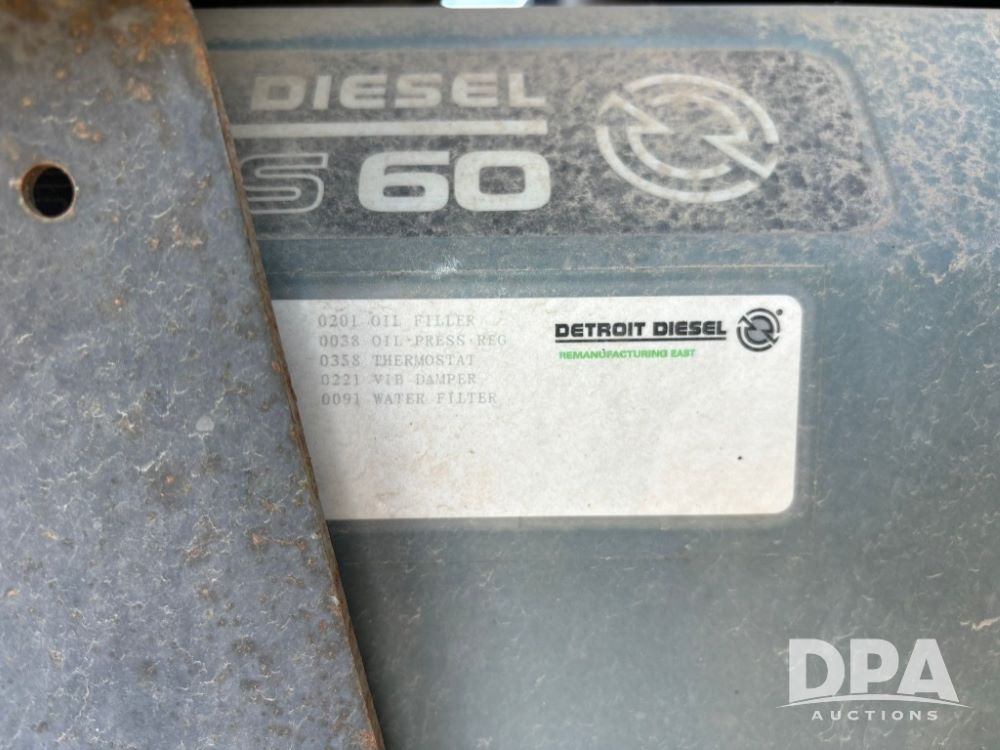 DIESEL
S 60
0201 OIL FILLER
0038 OIL PRESS REG
0358 THERMOSTAT
0221 VIB DAMPER
0091 WATER FILTER
DETROIT DIESEL ®
REMANUFACTURING EAST
DPA
AUCTIONS